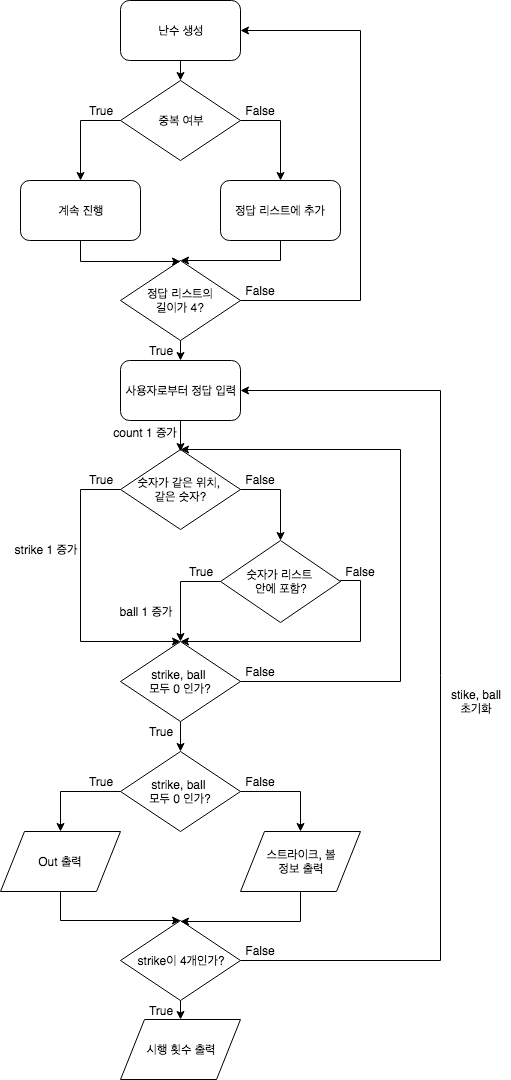 난수 생성
True
False
중복 여부
계속 진행
정답 리스트에 추가
정답 리스트의
길이가 4?
False
True
사용자로부터 정답 입력
count 1 증가
True
숫자가 같은 위치,
같은 숫자?
False
strike 1 증가
True
숫자가 리스트
안에 포함?
False
ball 1 증가
strike, ball
모두 0 인가?
False
stike, ball
초기화
True
True
strike, ball
모두 0 인가?
False
Out 출력
스트라이크, 볼
정보 출력
strike이 4개인가?
False
True
시행 횟수 출력